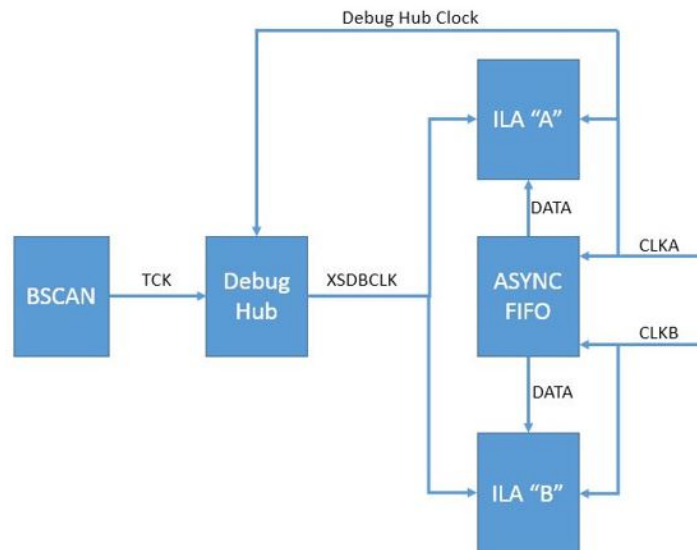 Debug Hub Clock
ILA “A”
DATA
CLKA
BSCAN
TCK
Debug
Hub
XSDBCLK
ASYNC
FIFO
CLKB
DATA
ILA “B”